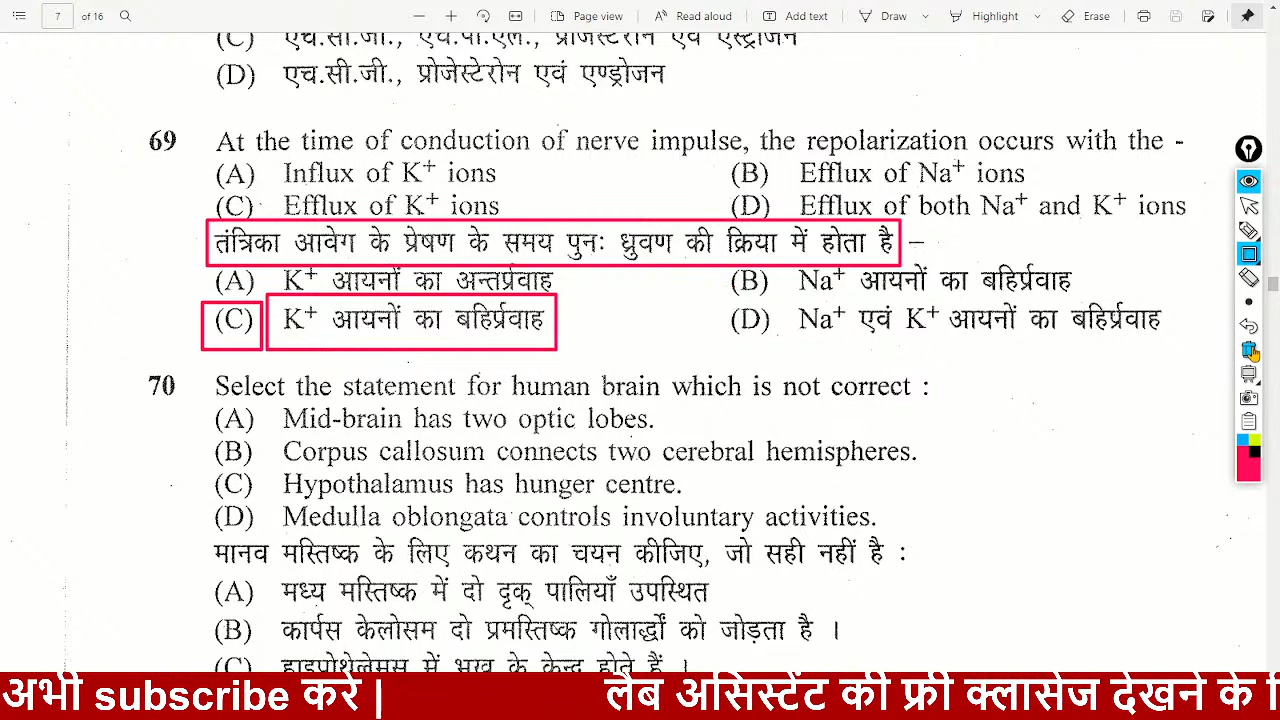 7 of 16 Page view Read aloud Add text Draw Highlight Erase
(C) एच.सी.जी., एच.पी.एल., प्रोजेस्टेरोन एवं एस्ट्रोजन
(D) एच.सी.जी., प्रोजेस्टेरोन एवं एण्ड्रोजन
69 At the time of conduction of nerve impulse, the repolarization occurs with the -
(A) Influx of K⁺ ions (B) Efflux of Na⁺ ions
(C) Efflux of K⁺ ions (D) Efflux of both Na⁺ and K⁺ ions
तंत्रिका आवेग के प्रेषण के समय पुनः ध्रुवण की क्रिया में होता है –
(A) K⁺ आयनों का अन्तर्प्रवाह (B) Na⁺ आयनों का बहिर्प्रवाह
(C) K⁺ आयनों का बहिर्प्रवाह (D) Na⁺ एवं K⁺ आयनों का बहिर्प्रवाह
70 Select the statement for human brain which is not correct :
(A) Mid-brain has two optic lobes.
(B) Corpus callosum connects two cerebral hemispheres.
(C) Hypothalamus has hunger centre.
(D) Medulla oblongata controls involuntary activities.
मानव मस्तिष्क के लिए कथन का चयन कीजिए, जो सही नहीं है :
(A) मध्य मस्तिष्क में दो दृक् पालियाँ उपस्थित
(B) कार्पस केलोसम दो प्रमस्तिष्क गोलार्द्धों को जोड़ता है ।
(C) हाइपोथेलेमस में भूख के केन्द्र होते हैं ।
अभी subscribe करे | लैब असिस्टेंट की फ्री क्लासेज देखने के